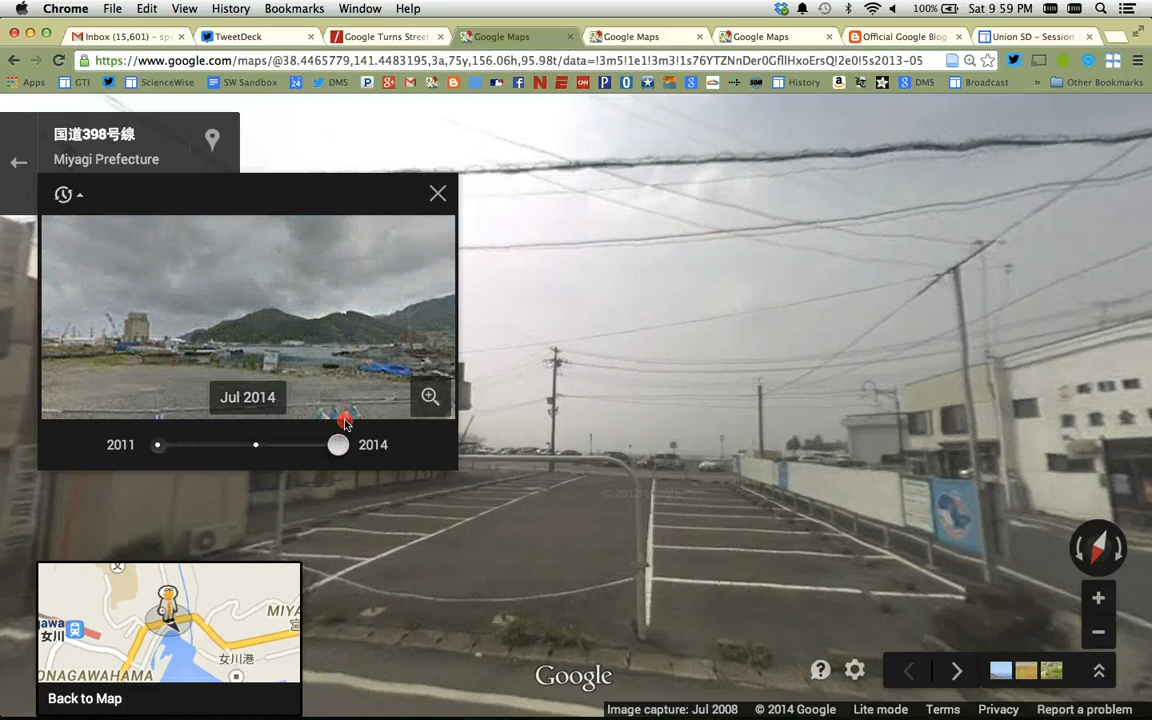 Chrome File Edit View History Bookmarks Window Help 100% Sat 9 59 PM
Inbox (15,601) – sp
TweetDeck
Google Turns Street
Google Maps
Google Maps
Google Maps
Official Google Blog
Union SD – Session
https://www.google.com/maps/@38.4465779,141.4483195,3a,75y,156.06h,95.98t/data=!3m5!1e1!3m3!1s76YTZNnDer0GflIHxoErsQ!2e0!5s2013-05
Apps GTI ScienceWise SW Sandbox DMS History DMS Broadcast » Other Bookmarks
国道398号線
Miyagi Prefecture
Jul 2014
2011 2014
女川
MIYA
女川港
ONAGAWAHAMA
Back to Map
Google
Image capture: Jul 2008 © 2014 Google Lite mode Terms Privacy Report a problem